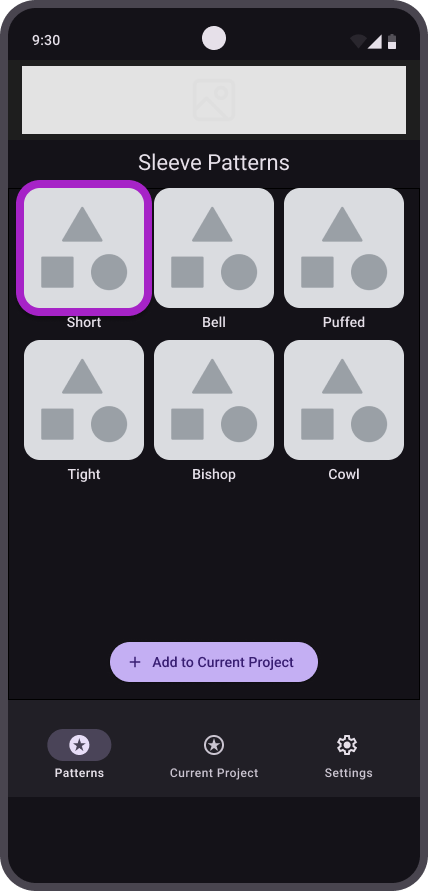 9:30
Sleeve Patterns
Short Bell Puffed
Tight Bishop Cowl
+ Add to Current Project
Patterns Current Project Settings